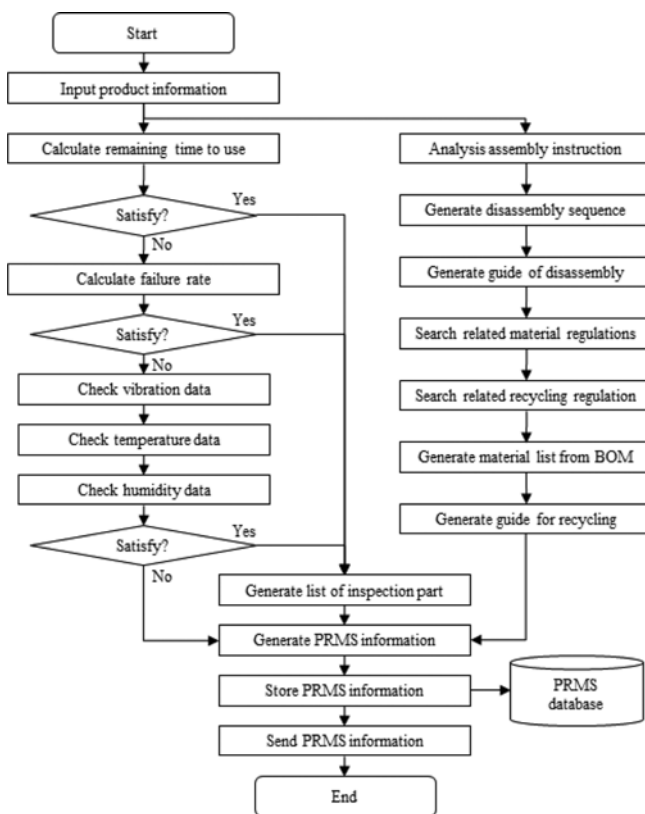 Start
Input product information
Calculate remaining time to use
Analysis assembly instruction
Satisfy?
Yes
No
Generate disassembly sequence
Calculate failure rate
Generate guide of disassembly
Satisfy?
Yes
No
Search related material regulations
Check vibration data
Search related recycling regulation
Check temperature data
Generate material list from BOM
Check humidity data
Generate guide for recycling
Satisfy?
Yes
No
Generate list of inspection part
Generate PRMS information
Store PRMS information
PRMS
database
Send PRMS information
End